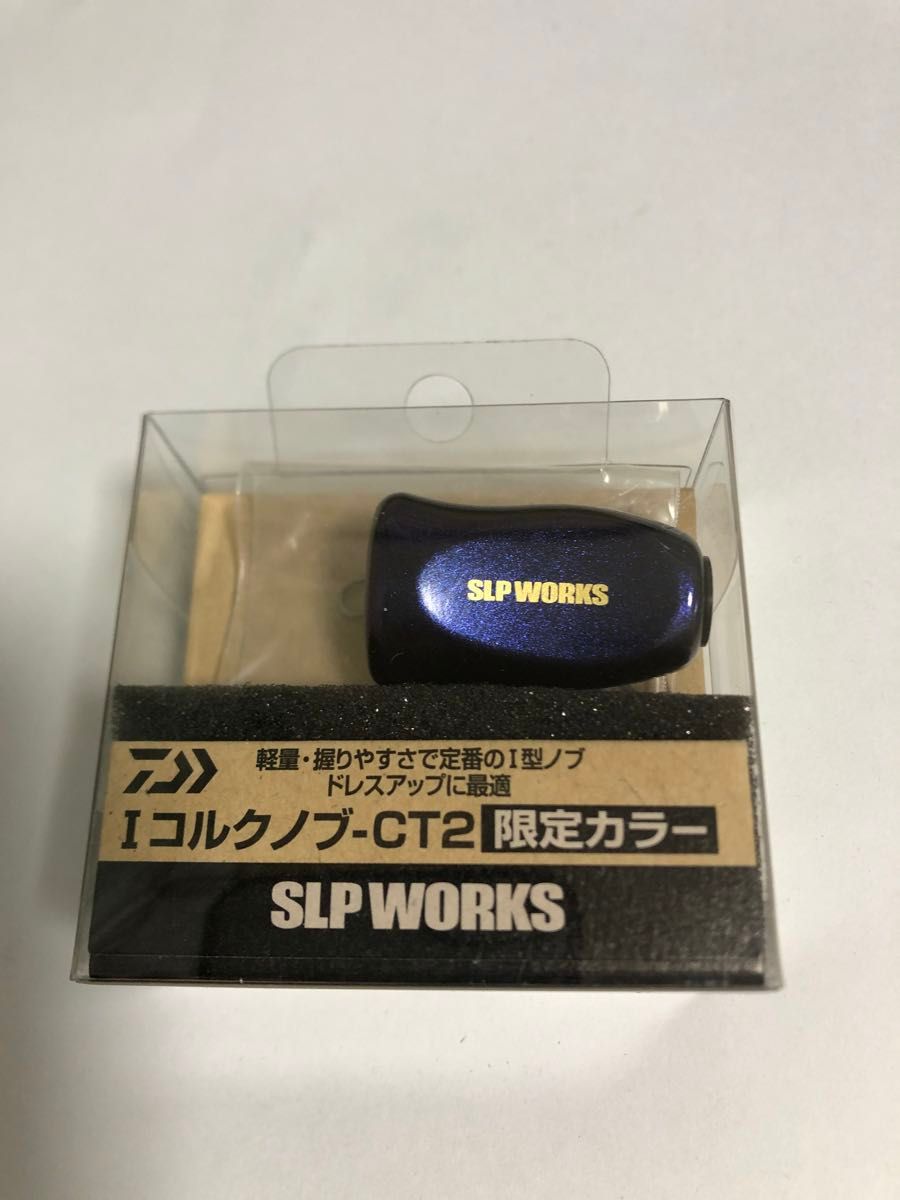 SLP WORKS
軽量・握りやすさで定番のI型ノブ
ドレスアップに最適
Iコルクノブ-CT2 限定カラー
SLP WORKS